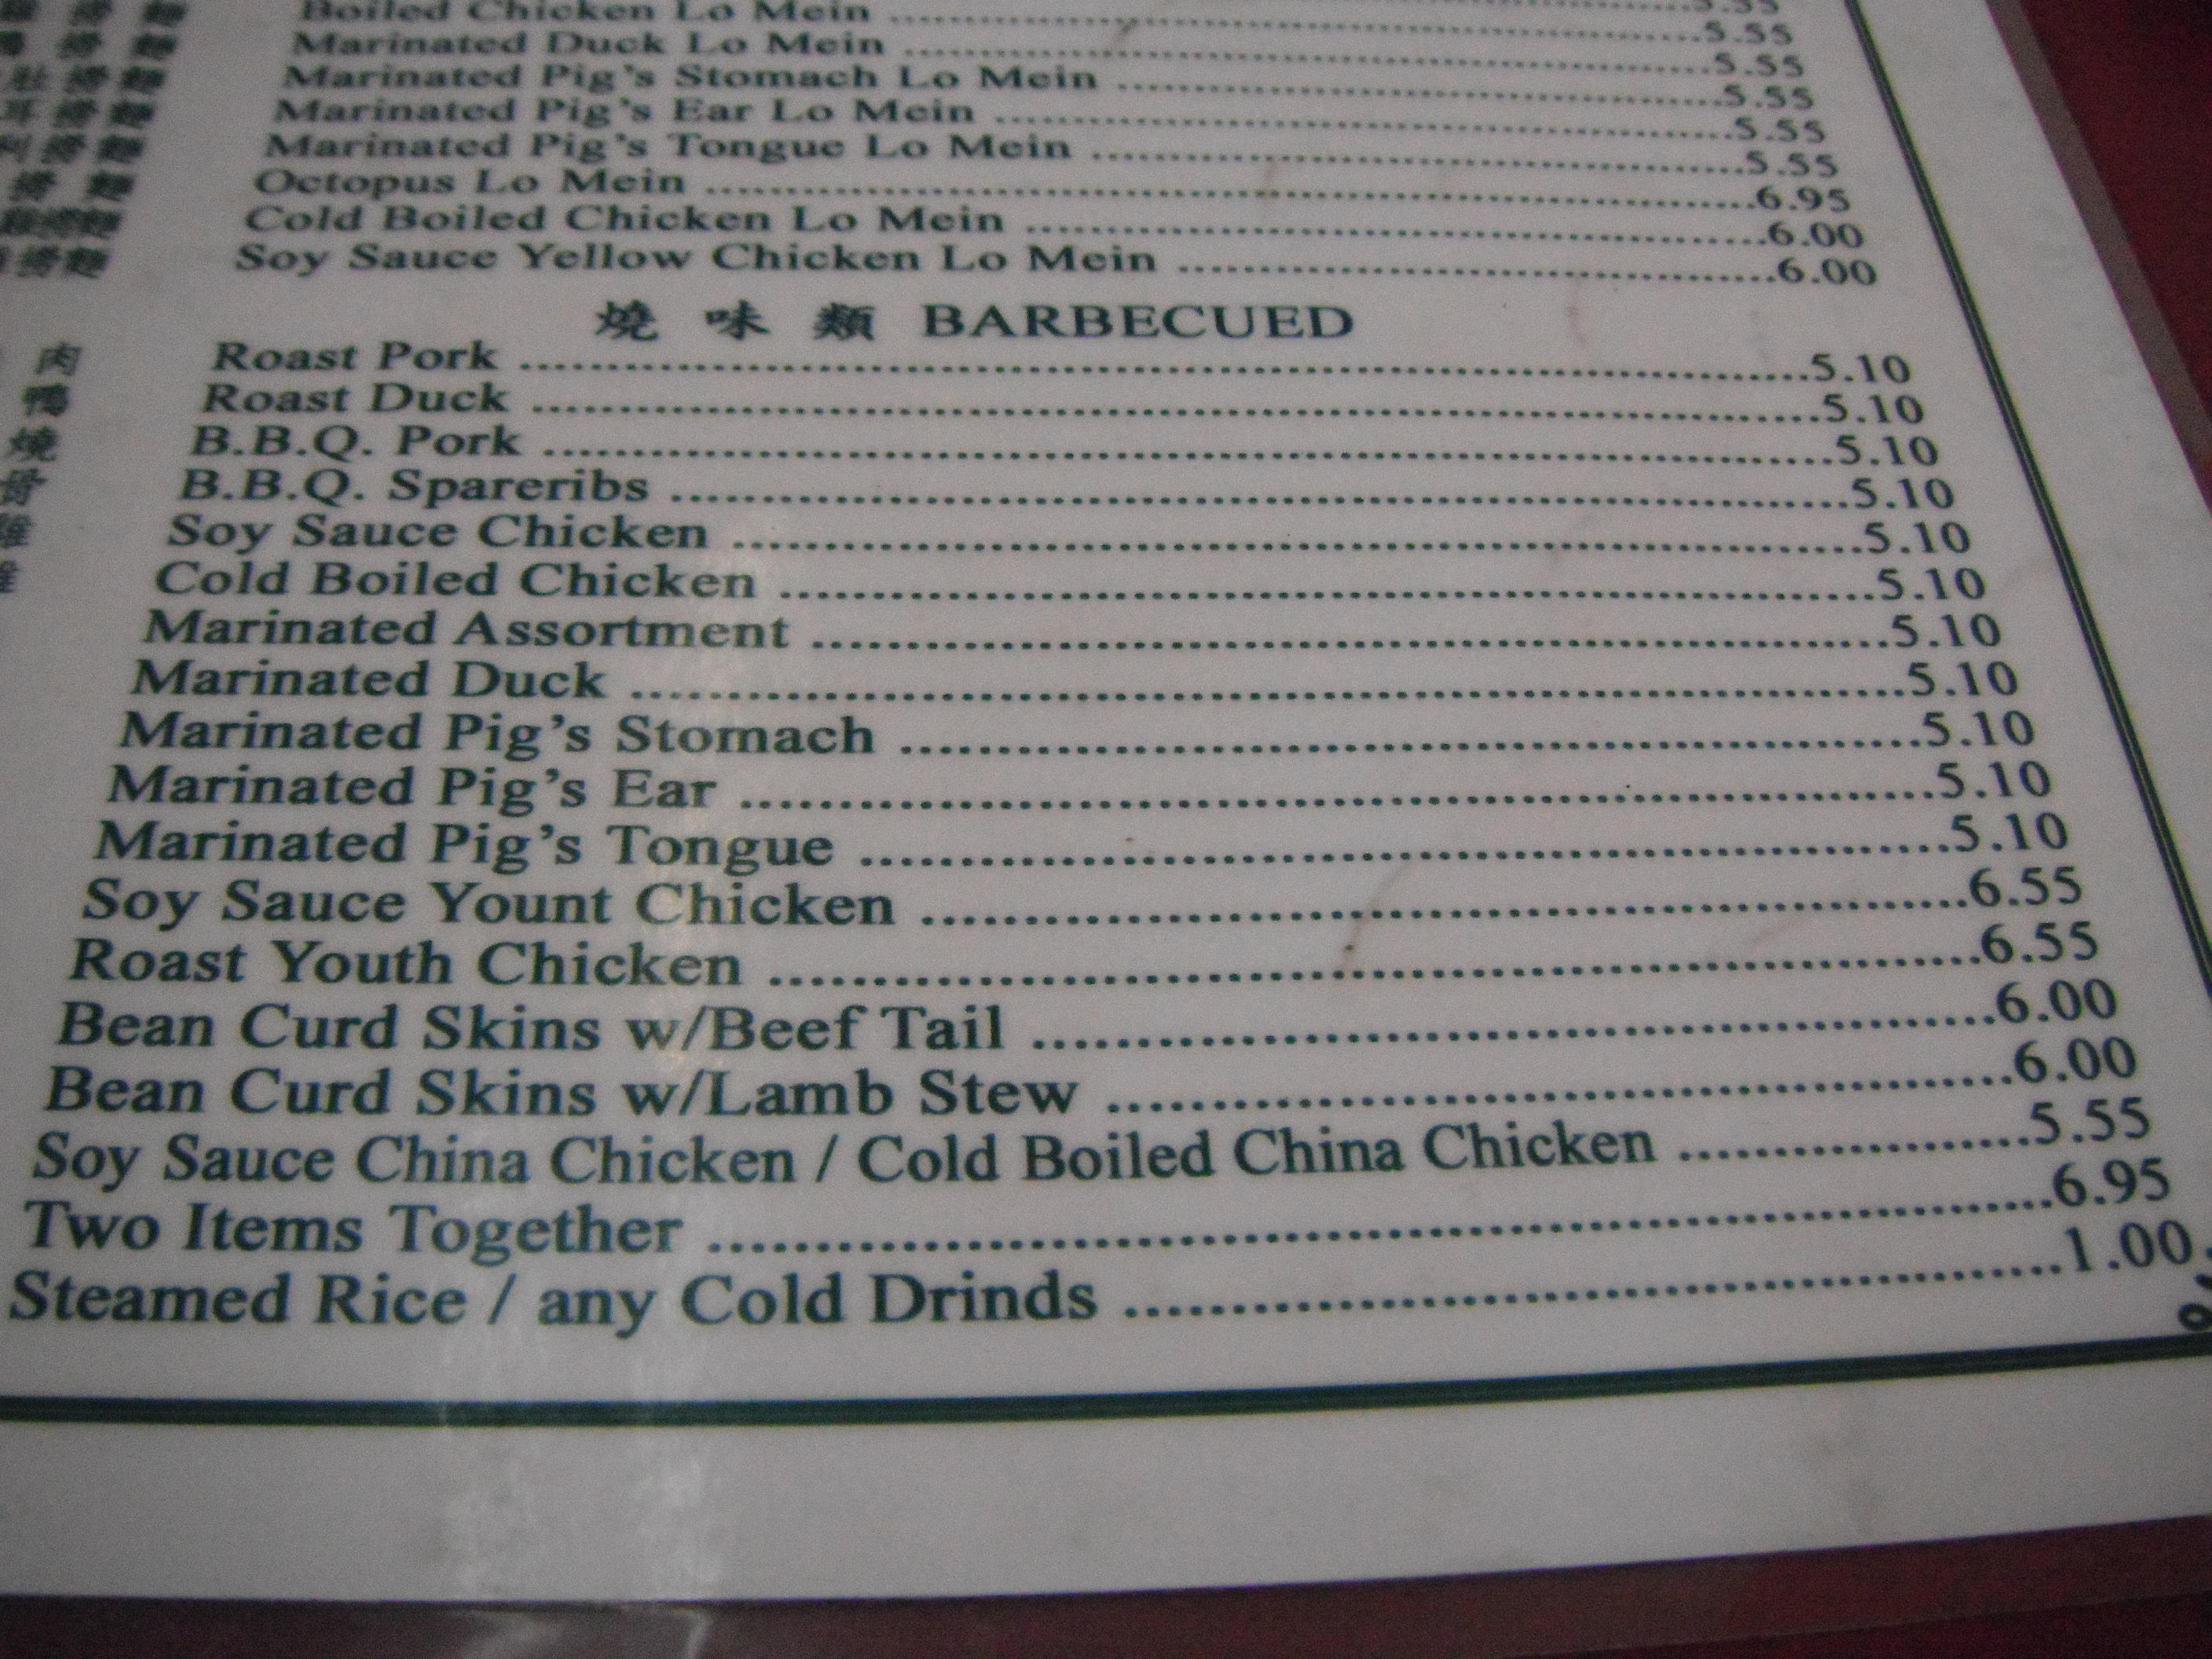 Boiled Chicken Lo Mein ........ 5.55
Marinated Duck Lo Mein ........ 5.55
Marinated Pig's Stomach Lo Mein ........ 5.55
Marinated Pig's Ear Lo Mein ........ 5.55
Marinated Pig's Tongue Lo Mein ........ 5.55
Octopus Lo Mein ........ 6.95
Cold Boiled Chicken Lo Mein ........ 6.00
Soy Sauce Yellow Chicken Lo Mein ........ 6.00
燒 味 類 BARBECUED
肉 Roast Pork ........ 5.10
鴨 Roast Duck ........ 5.10
燒 B.B.Q. Pork ........ 5.10
骨 B.B.Q. Spareribs ........ 5.10
雞 Soy Sauce Chicken ........ 5.10
Cold Boiled Chicken ........ 5.10
Marinated Assortment ........ 5.10
Marinated Duck ........ 5.10
Marinated Pig's Stomach ........ 5.10
Marinated Pig's Ear ........ 5.10
Marinated Pig's Tongue ........ 5.10
Soy Sauce Yount Chicken ........ 6.55
Roast Youth Chicken ........ 6.55
Bean Curd Skins w/Beef Tail ........ 6.00
Bean Curd Skins w/Lamb Stew ........ 6.00
Soy Sauce China Chicken / Cold Boiled China Chicken ........ 5.55
Two Items Together ........ 6.95
Steamed Rice / any Cold Drinds ........ 1.00